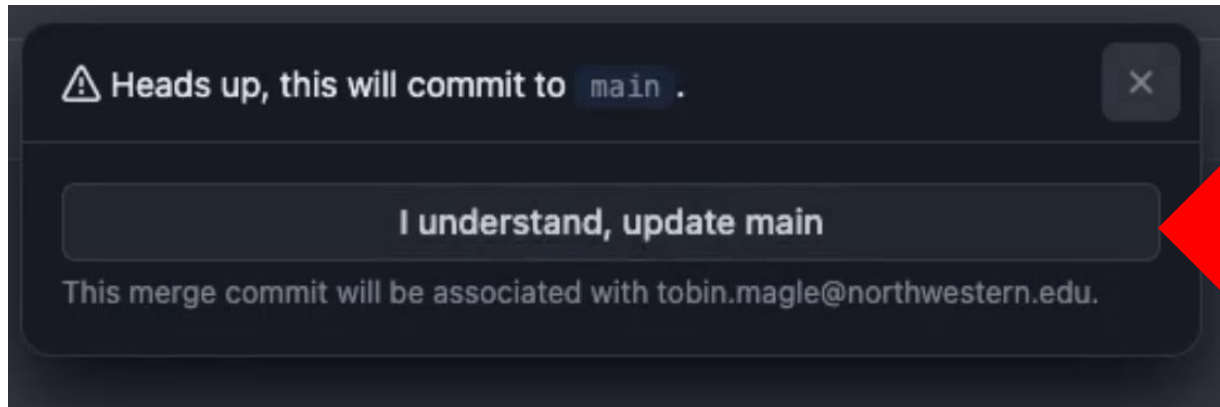 Heads up, this will commit to main .
I understand, update main
This merge commit will be associated with tobin.magle@northwestern.edu.